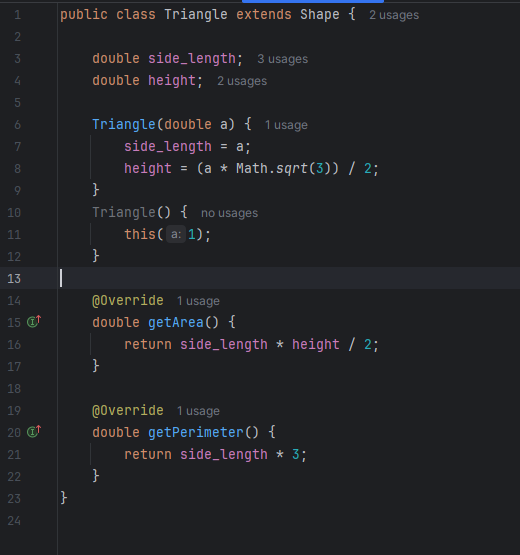 1 public class Triangle extends Shape { 2 usages
2
3 double side_length; 3 usages
4 double height; 2 usages
5
6 Triangle(double a) { 1 usage
7 side_length = a;
8 height = (a * Math.sqrt(3)) / 2;
9 }
10 Triangle() { no usages
11 this( a: 1);
12 }
13
14 @Override 1 usage
15 double getArea() {
16 return side_length * height / 2;
17 }
18
19 @Override 1 usage
20 double getPerimeter() {
21 return side_length * 3;
22 }
23 }
24